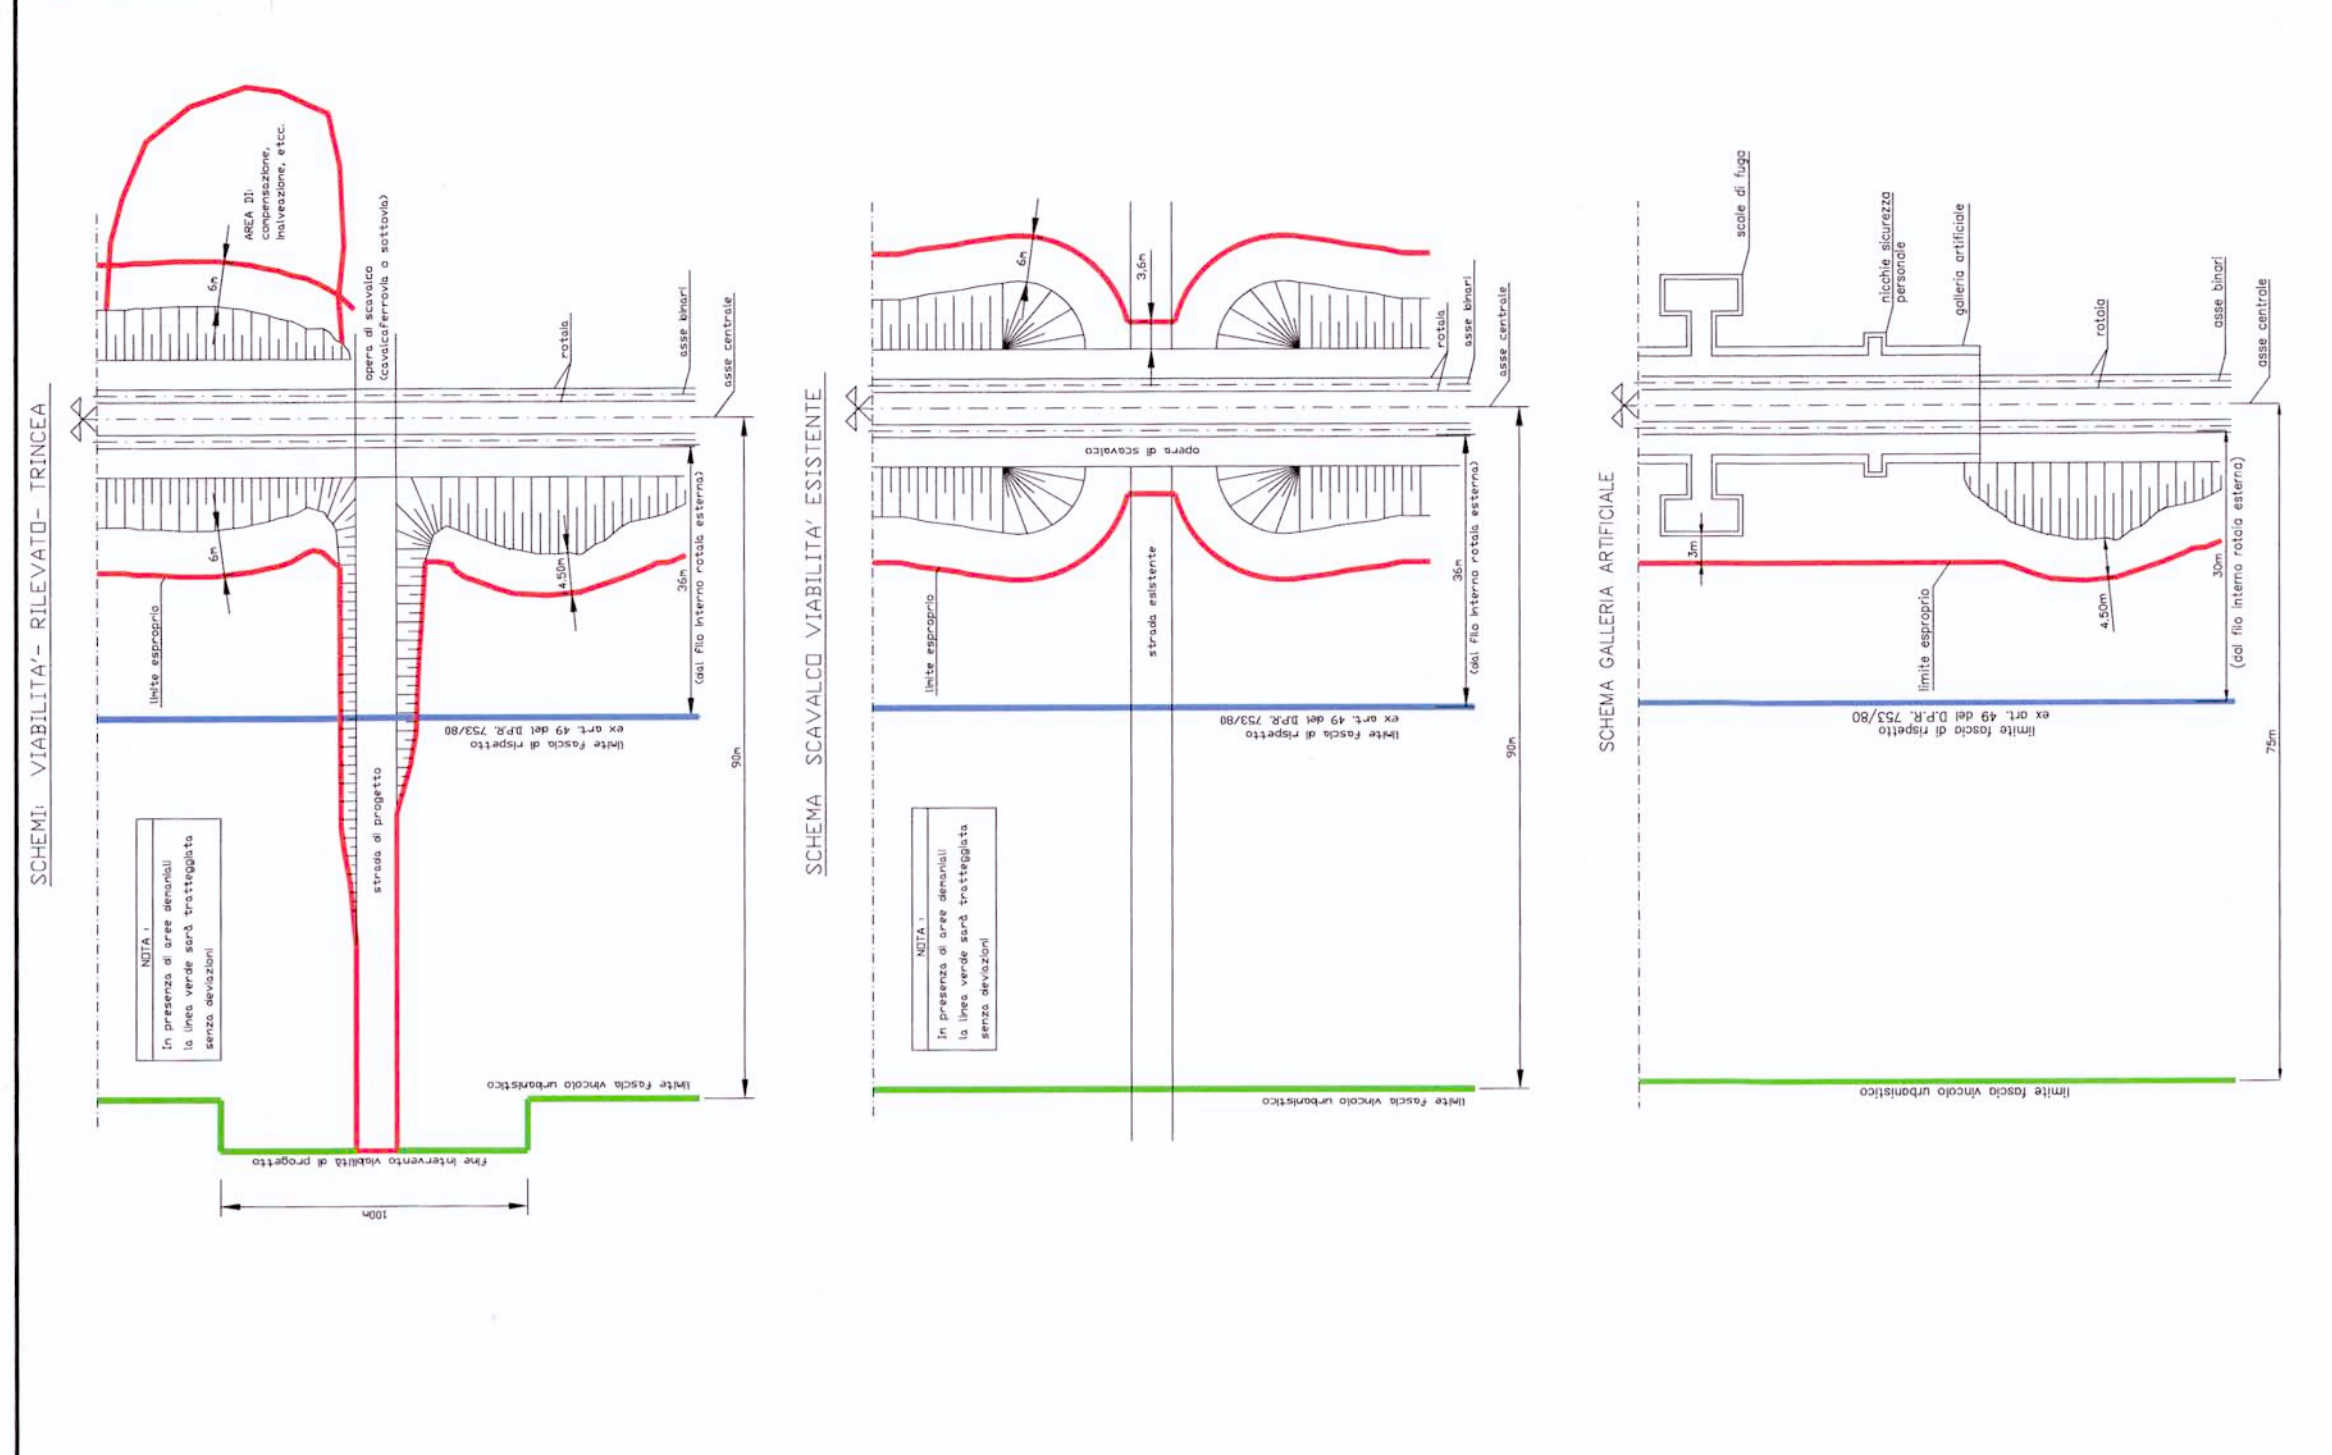 SCHEMI: VIABILITA'- RILEVATO- TRINCEA
AREA DI:
compensazione,
inalveazione, etcc.
6m
opera di scavalco
(cavalcaferrovia o sottovia)
rotaia
asse binari
asse centrale
6m
4.50m
limite esproprio
36m
(dal filo interno rotaia esterna)
limite fascia di rispetto
ex art. 49 del D.P.R. 753/80
strada di progetto
90m
NOTA :
In presenza di aree demaniali
la linea verde sarà tratteggiata
senza deviazioni
limite fascia vincolo urbanistico
fine intervento viabilità di progetto
100m
SCHEMA SCAVALCO VIABILITA' ESISTENTE
6m
3,6m
rotaia
asse binari
asse centrale
opera di scavalco
strada esistente
limite esproprio
36m
(dal filo interno rotaia esterna)
limite fascia di rispetto
ex art. 49 del D.P.R. 753/80
90m
NOTA :
In presenza di aree demaniali
la linea verde sarà tratteggiata
senza deviazioni
limite fascia vincolo urbanistico
SCHEMA GALLERIA ARTIFICIALE
scale di fuga
nicchie sicurezza
personale
galleria artificiale
rotaia
asse binari
asse centrale
3m
4.50m
limite esproprio
30m
(dal filo interno rotaia esterna)
limite fascia di rispetto
ex art. 49 del D.P.R. 753/80
75m
limite fascia vincolo urbanistico